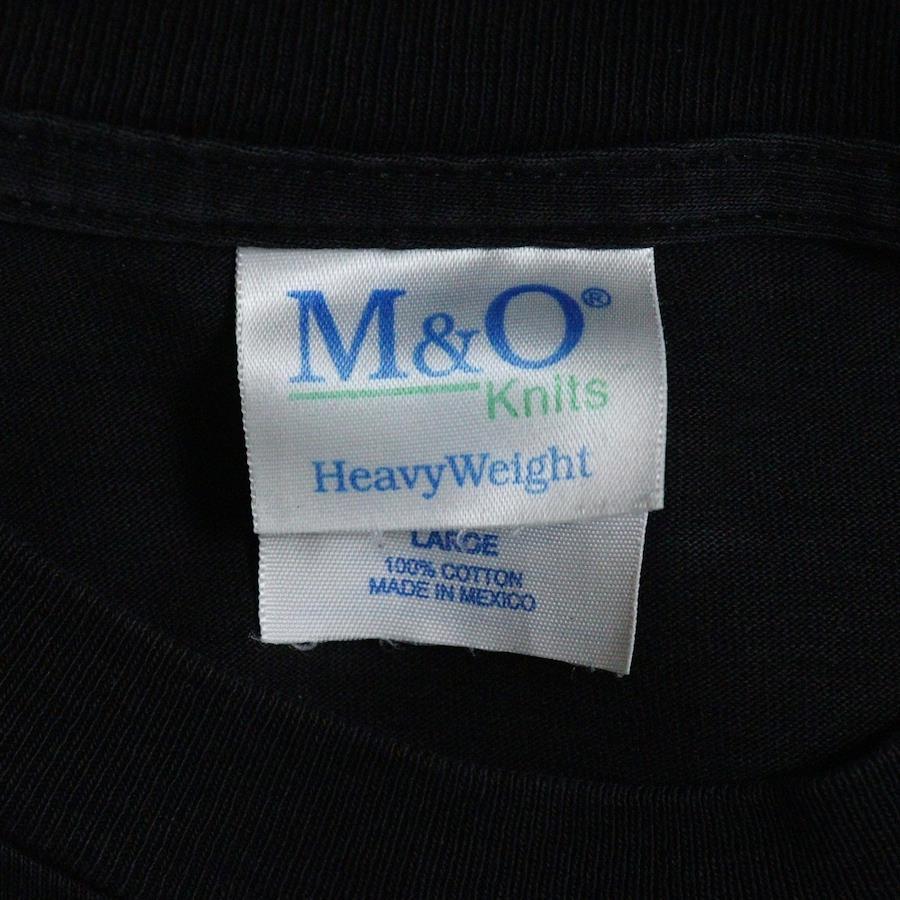 M&O®
Knits
HeavyWeight
LARGE
100% COTTON
MADE IN MEXICO